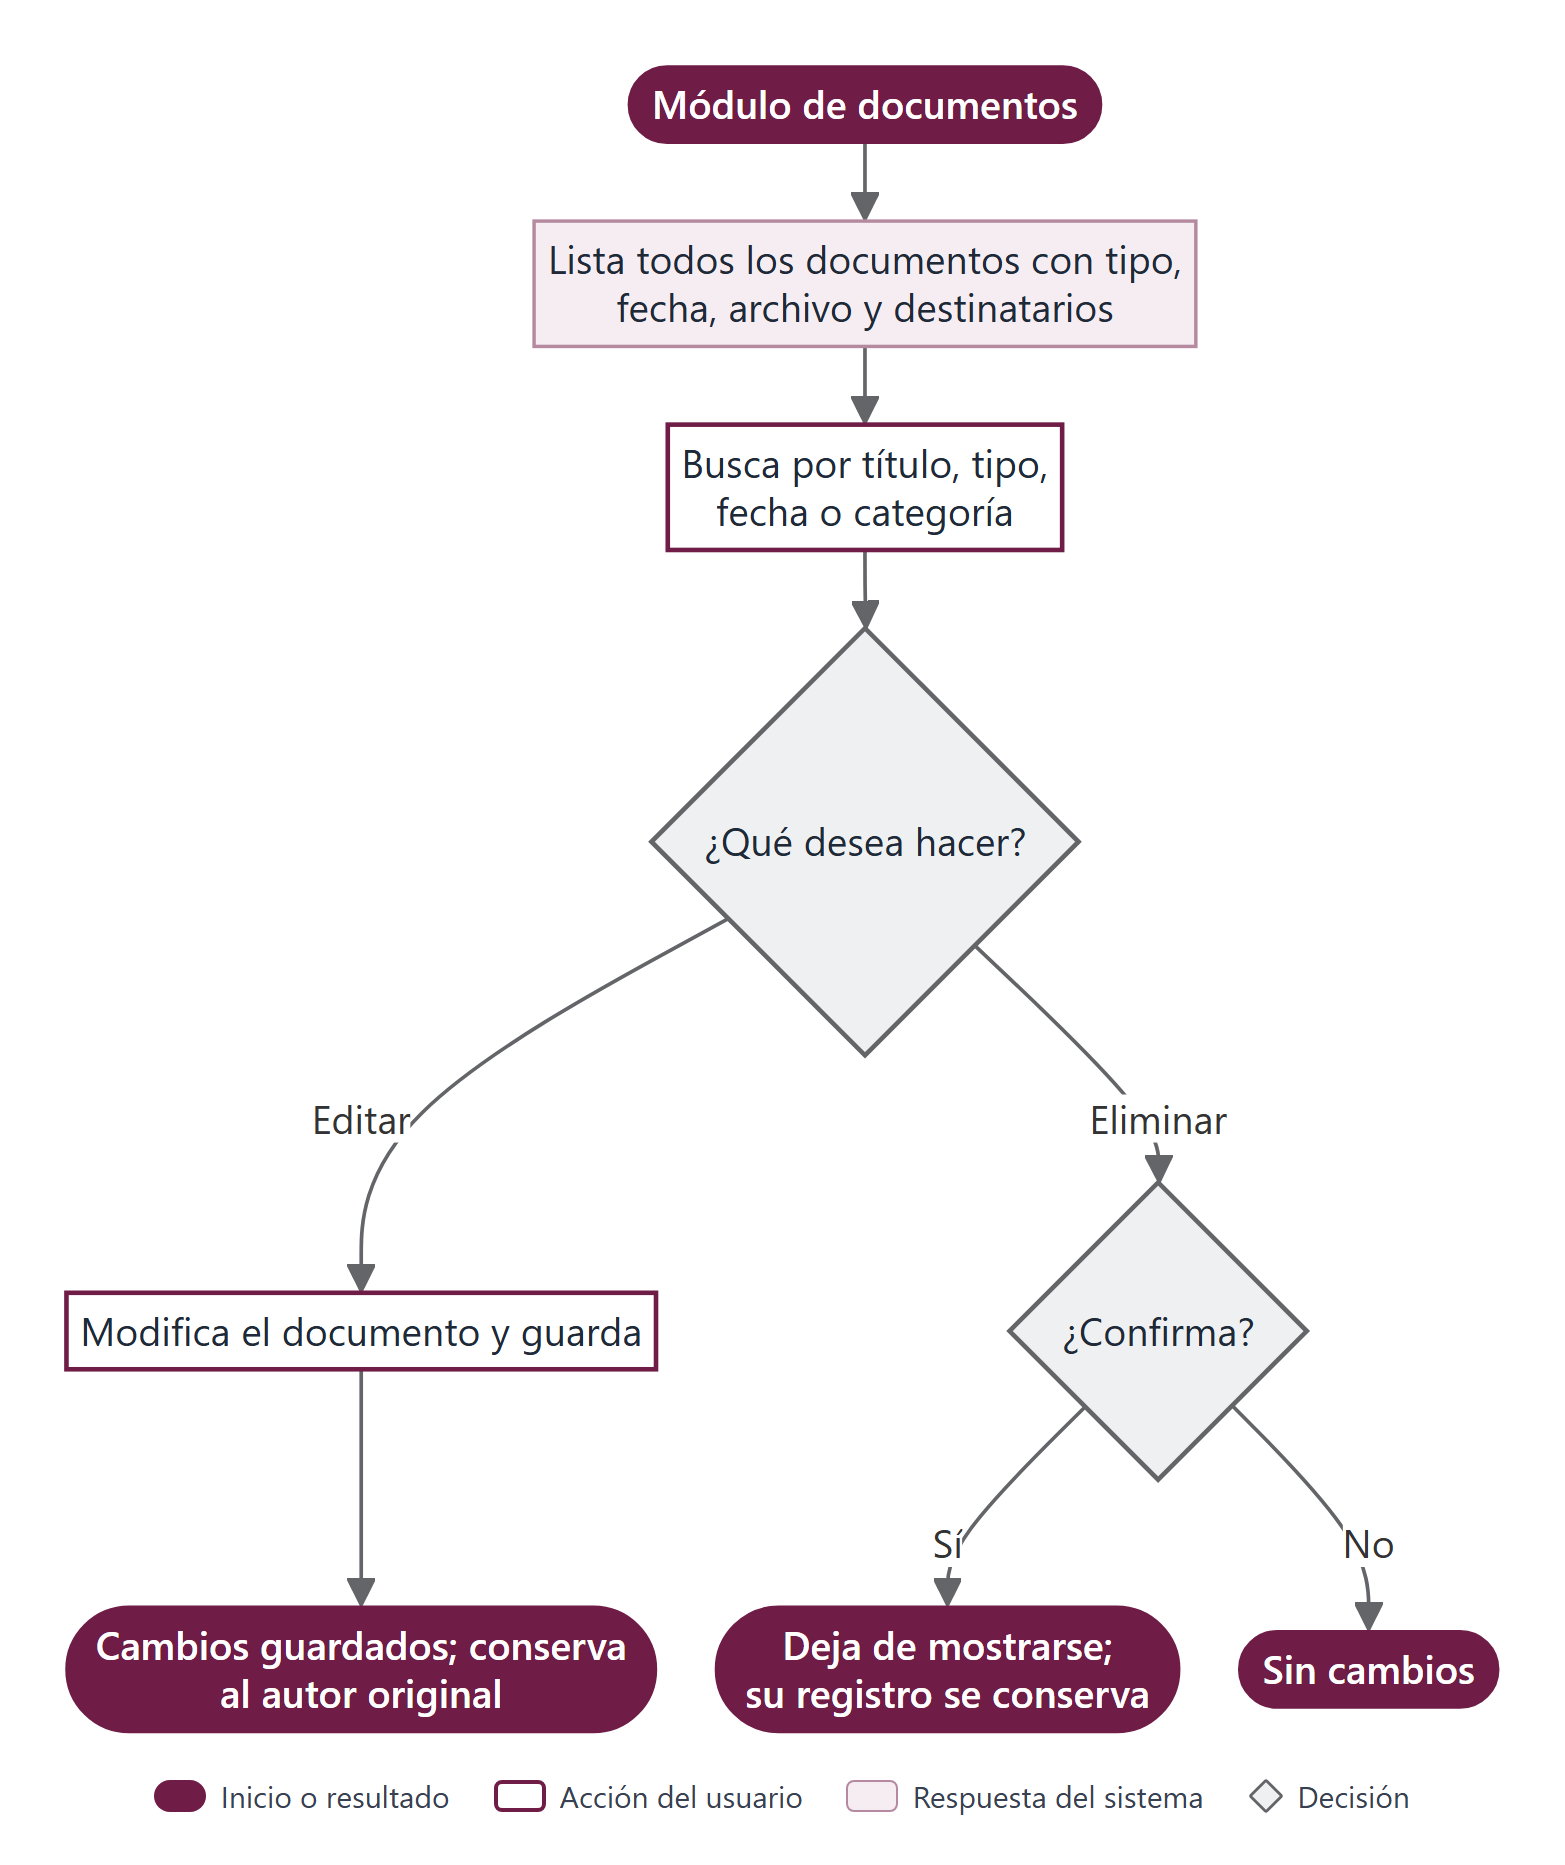 Módulo de documentos
Lista todos los documentos con tipo,
fecha, archivo y destinatarios
Busca por título, tipo,
fecha o categoría
¿Qué desea hacer?
Editar
Eliminar
Modifica el documento y guarda
¿Confirma?
Sí
No
Cambios guardados; conserva
al autor original
Deja de mostrarse;
su registro se conserva
Sin cambios
Inicio o resultado
Acción del usuario
Respuesta del sistema
Decisión